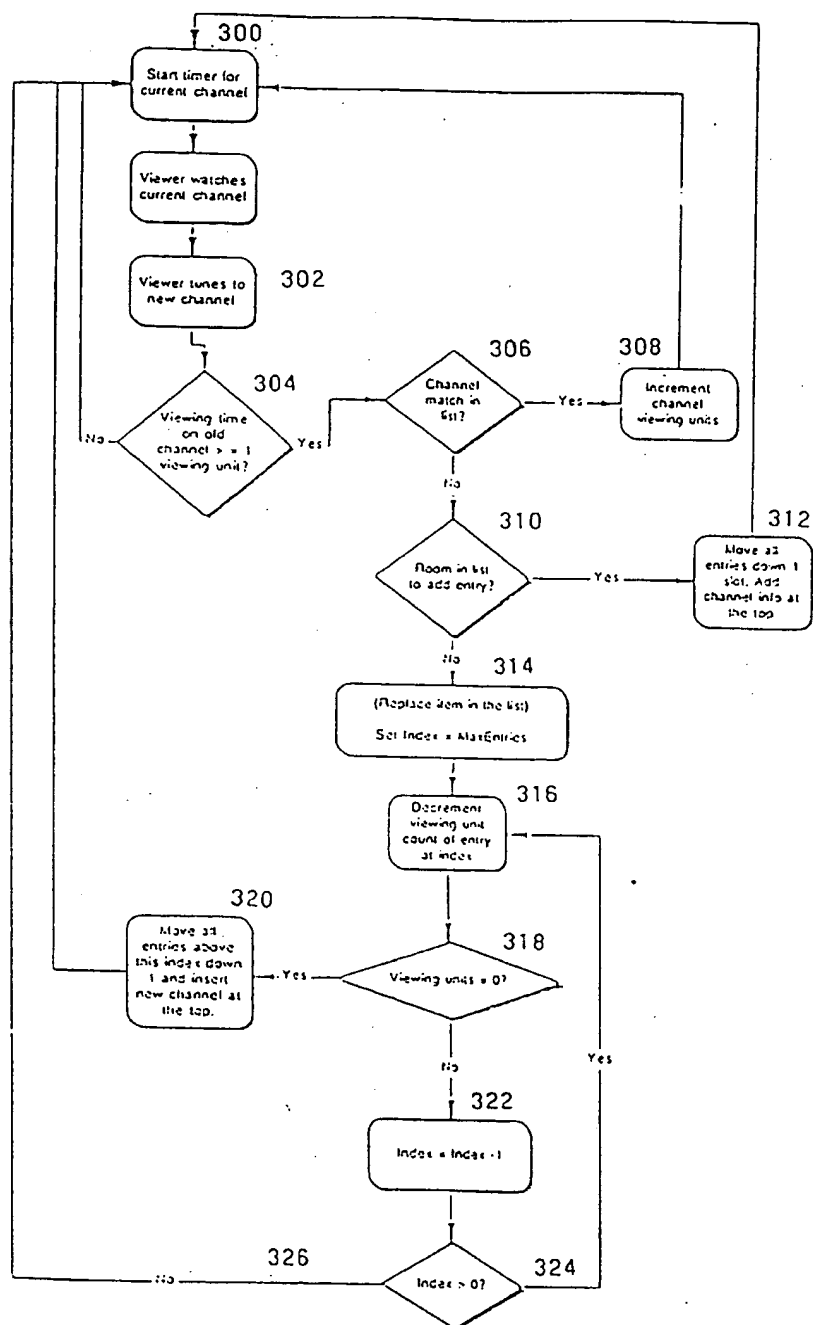 300
Start timer for
current channel
Viewer watches
current channel
Viewer tunes to
new channel
302
304
Viewing time
on old
channel > = 1
viewing unit?
No
Yes
306
Channel
match in
list?
Yes
No
308
Increment
channel
viewing units
310
Room in list
to add entry?
Yes
No
312
Move all
entries down 1
slot. Add
channel info at
the top
314
(Replace item in the list)
Set Index = MaxEntries
316
Decrement
viewing unit
count of entry
at index
318
Viewing units = 0?
Yes
No
320
Move all
entries above
this index down
1 and insert
new channel at
the top.
322
Index = Index -1
324
Index > 0?
Yes
326
No